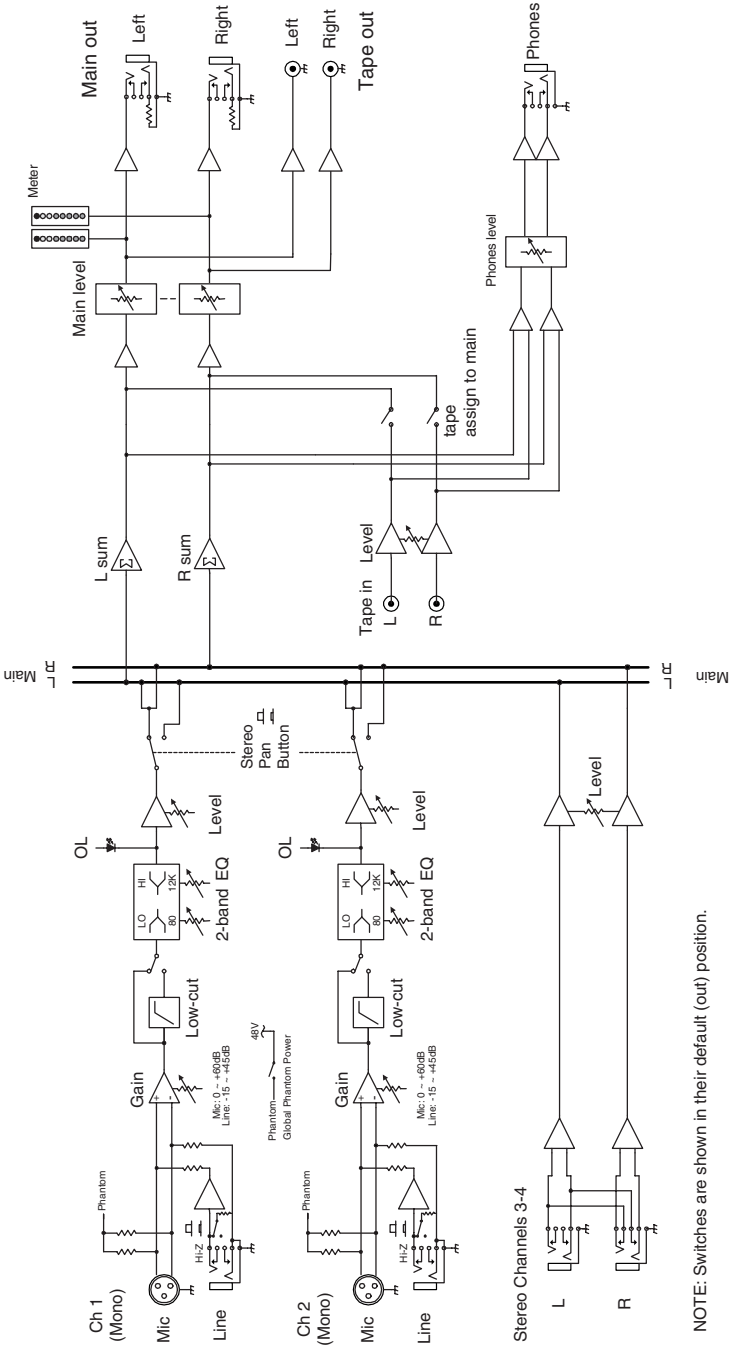 Ch 1
(Mono)
Mic
Line
Phantom
Hi-Z
Gain
+
-
Mic: 0 ~ +60dB
Line: -15 ~ +45dB
Low-cut
LO
HI
80
12K
2-band EQ
OL
Level
Phantom
48V
Global Phantom Power
Stereo
Pan
Button
Ch 2
(Mono)
Mic
Line
Phantom
Hi-Z
Gain
+
-
Mic: 0 ~ +60dB
Line: -15 ~ +45dB
Low-cut
LO
HI
80
12K
2-band EQ
OL
Level
Stereo Channels 3-4
L
R
Level
Main
L
R
Main
L
R
L sum
Σ
R sum
Σ
Tape in
L
R
Level
tape
assign to main
Main level
Meter
Phones level
Main out
Left
Right
Left
Right
Tape out
Phones
NOTE: Switches are shown in their default (out) position.